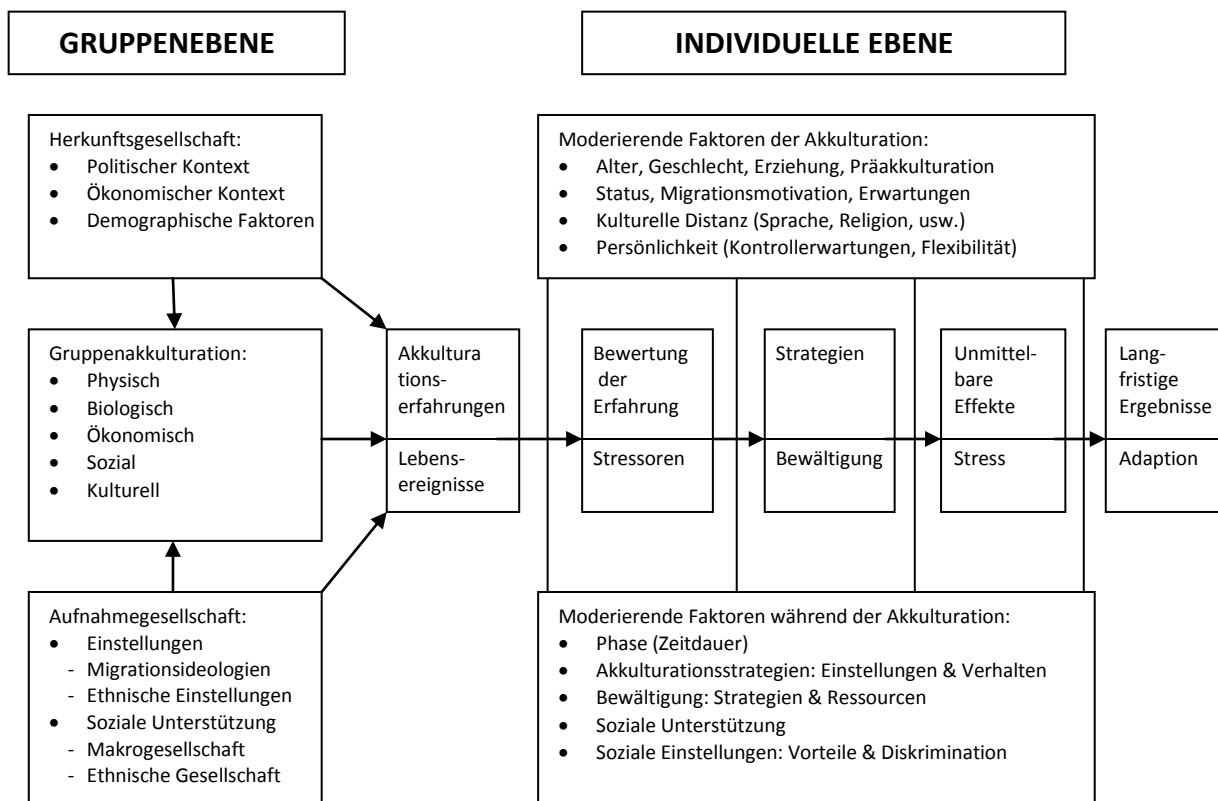 GRUPPENEBENE
INDIVIDUELLE EBENE
Herkunftsgesellschaft:
• Politischer Kontext
• Ökonomischer Kontext
• Demographische Faktoren
Moderierende Faktoren der Akkulturation:
• Alter, Geschlecht, Erziehung, Präakkulturation
• Status, Migrationsmotivation, Erwartungen
• Kulturelle Distanz (Sprache, Religion, usw.)
• Persönlichkeit (Kontrollerwartungen, Flexibilität)
Gruppenakkulturation:
• Physisch
• Biologisch
• Ökonomisch
• Sozial
• Kulturell
Akkultura
tions-
erfahrungen
Lebens-
ereignisse
Bewertung
der
Erfahrung
Stressoren
Strategien
Bewältigung
Unmittel-
bare
Effekte
Stress
Lang-
fristige
Ergebnisse
Adaption
Aufnahmegesellschaft:
• Einstellungen
- Migrationsideologien
- Ethnische Einstellungen
• Soziale Unterstützung
- Makrogesellschaft
- Ethnische Gesellschaft
Moderierende Faktoren während der Akkulturation:
• Phase (Zeitdauer)
• Akkulturationsstrategien: Einstellungen & Verhalten
• Bewältigung: Strategien & Ressourcen
• Soziale Unterstützung
• Soziale Einstellungen: Vorteile & Diskrimination